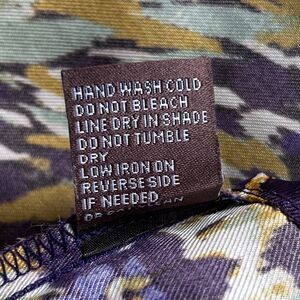 HAND WASH COLD
DO NOT BLEACH
LINE DRY IN SHADE
DO NOT TUMBLE
DRY
LOW IRON ON
REVERSE SIDE
IF NEEDED